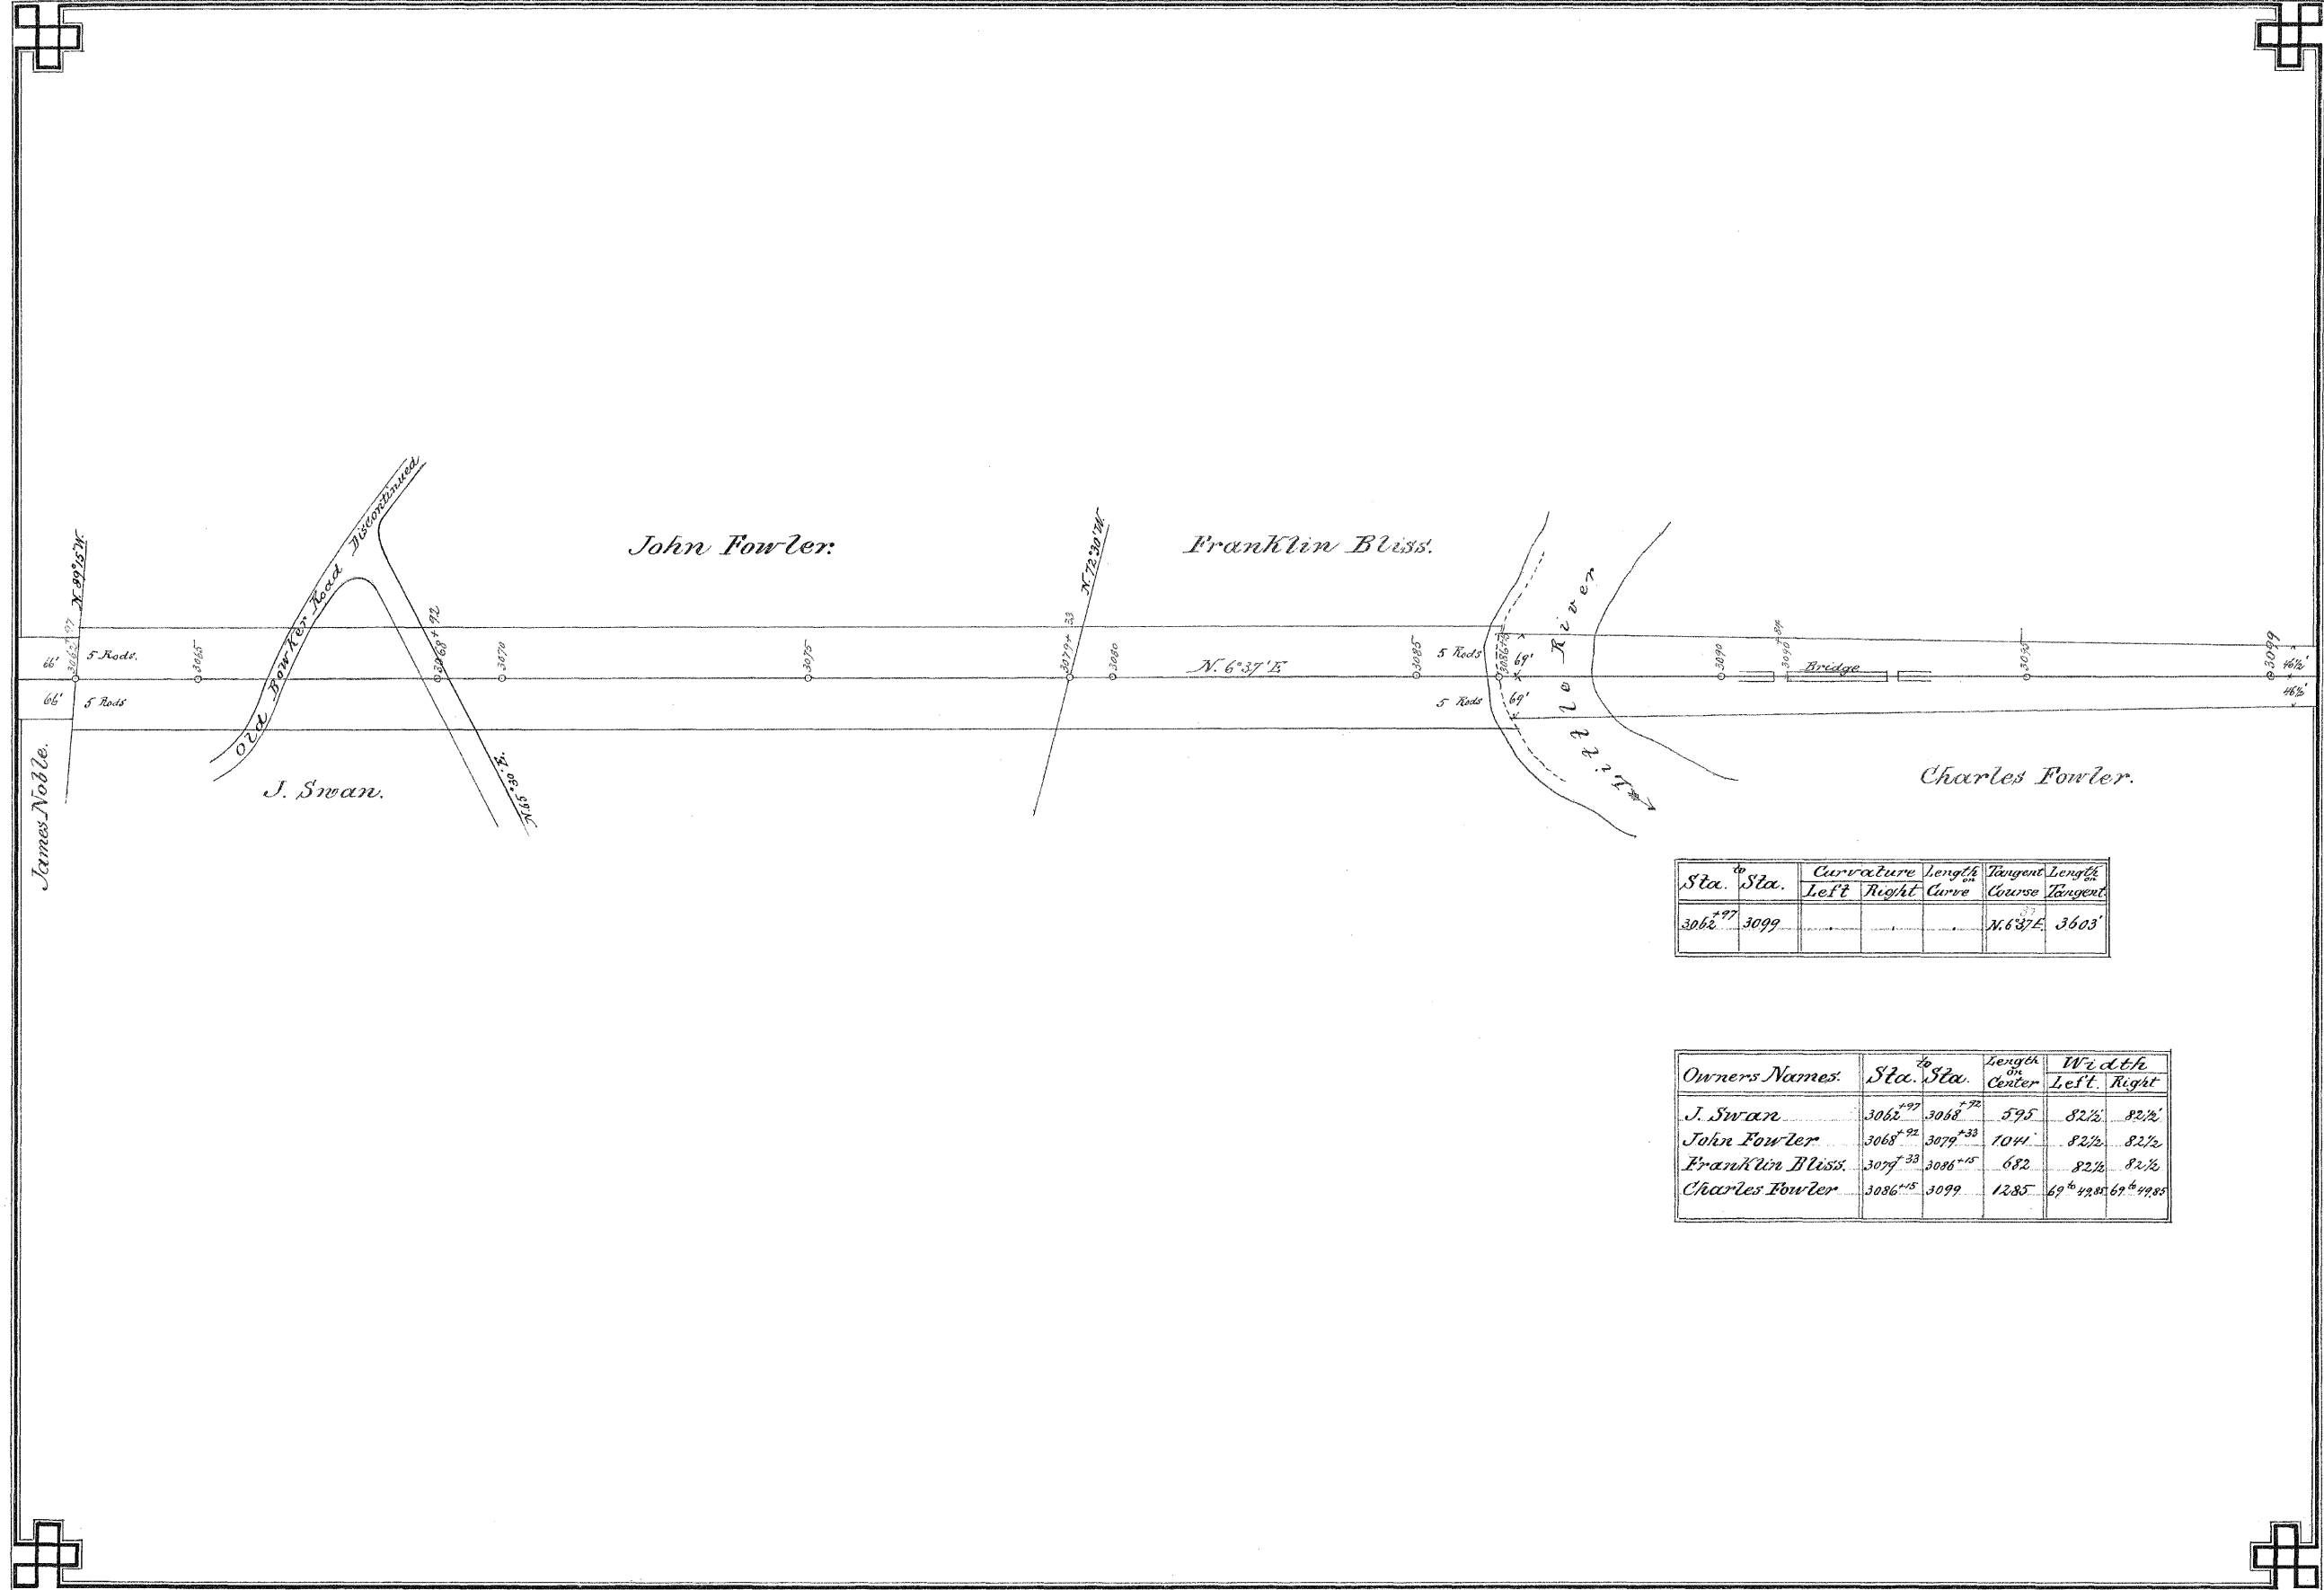 Old Bowker Road Discontinued
N. 89°15'W.
3062+97
66'
5 Rods.
66'
5 Rods
James Noble.
J. Swan.
3065
3068+92
3070
N.65°30'E.
John Fowler.
3075
3079+33
N. 72°30'W.
3080
N. 6°37'E
Franklin Bliss.
3085
5 Rods
5 Rods
3086+15
69'
69'
Little River
3090
3090+84
Bridge
3095
3099
46½'
46½'
Charles Fowler.
Sta. to Sta. Curvature Length on Curve Tangent Course Length on Tangent.
Left Right
3062+97 3099 N.6°37'E. 3603'
Owners Names. Sta. to Sta. Length on Center Width
Left. Right
J. Swan 3062+97 3068+92 595 82½' 82½'
John Fowler 3068+92 3079+33 1041 82½ 82½
Franklin Bliss. 3079+33 3086+15 682 82½ 82½
Charles Fowler 3086+15 3099 1285 69 to 49.85 69 to 49.85